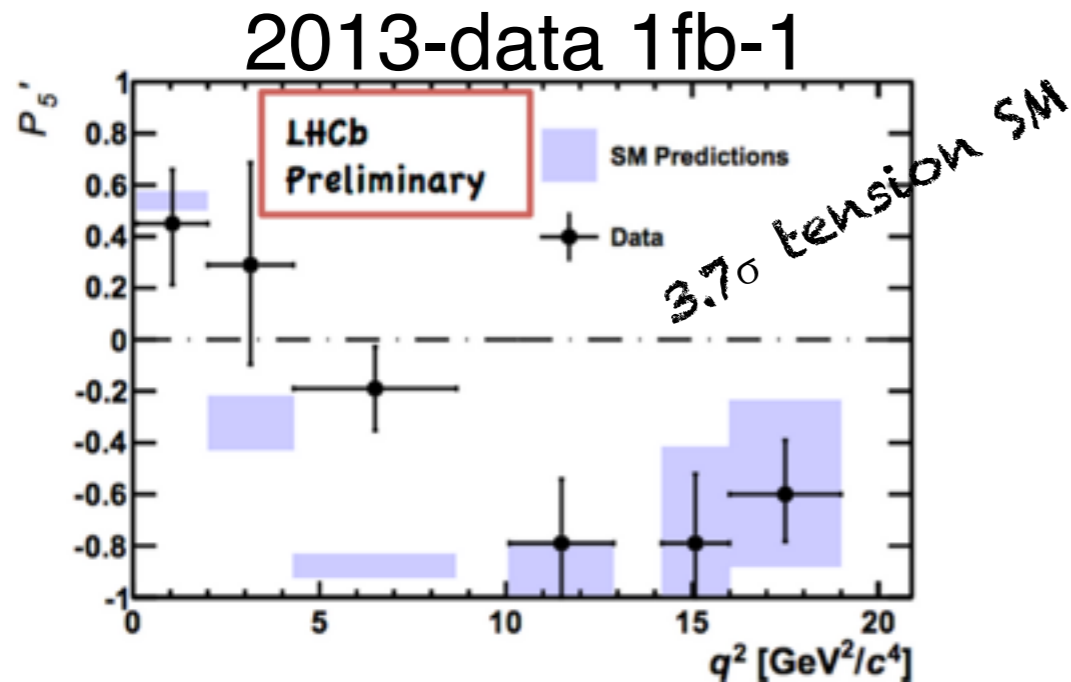 2013-data 1fb-1
P5'
LHCb
Preliminary
SM Predictions
Data
3.7σ tension SM
1
0.8
0.6
0.4
0.2
0
-0.2
-0.4
-0.6
-0.8
-1
0 5 10 15 20
q² [GeV²/c⁴]